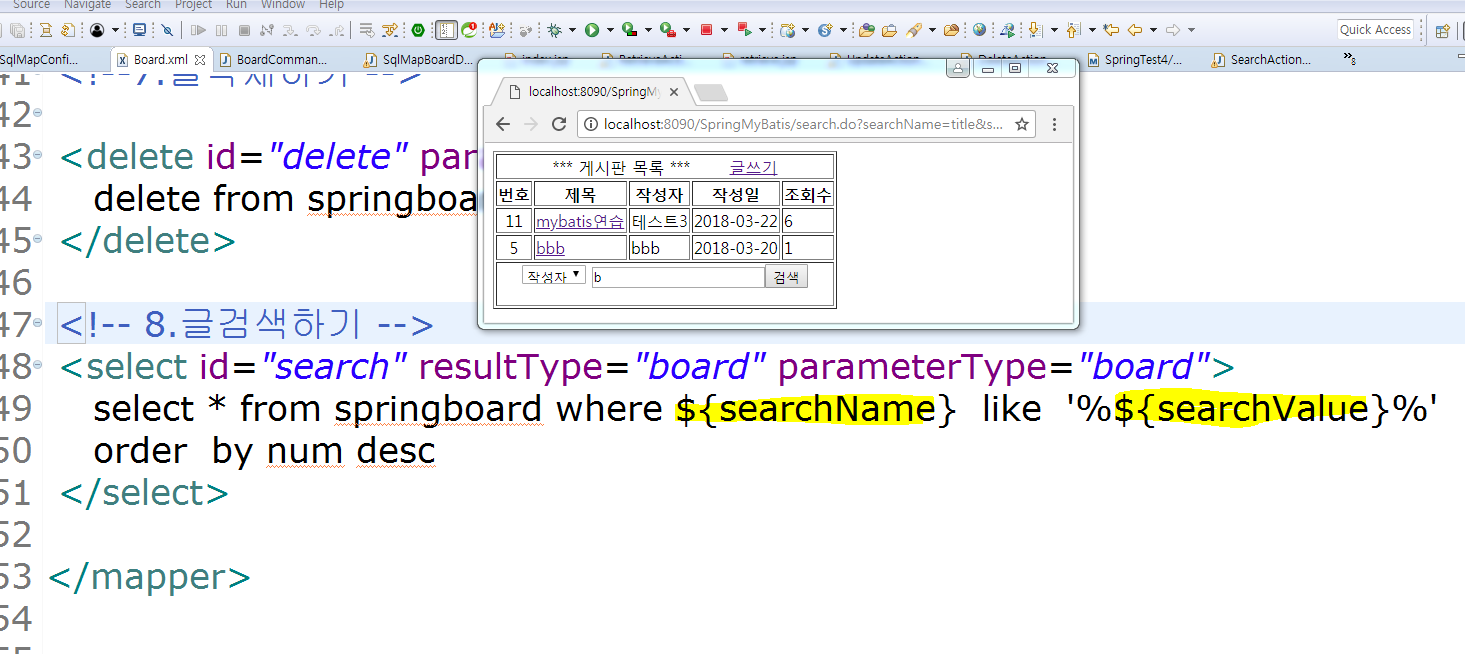 Source Navigate Search Project Run Window Help
Quick Access
SqlMapConfi... Board.xml BoardComman... SqlMapBoardD... SpringTest4/... SearchAction... »5
localhost:8090/SpringMy
localhost:8090/SpringMyBatis/search.do?searchName=title&s...
*** 게시판 목록 *** 글쓰기
번호 제목 작성자 작성일 조회수
11 mybatis연습 테스트3 2018-03-22 6
5 bbb bbb 2018-03-20 1
작성자 b 검색
41 <!--7.글삭제하기 -->
42
43 <delete id="delete" par
44 delete from springboa
45 </delete>
46
47 <!-- 8.글검색하기 -->
48 <select id="search" resultType="board" parameterType="board">
49 select * from springboard where ${searchName} like '%${searchValue}%'
50 order by num desc
51 </select>
52
53 </mapper>
54